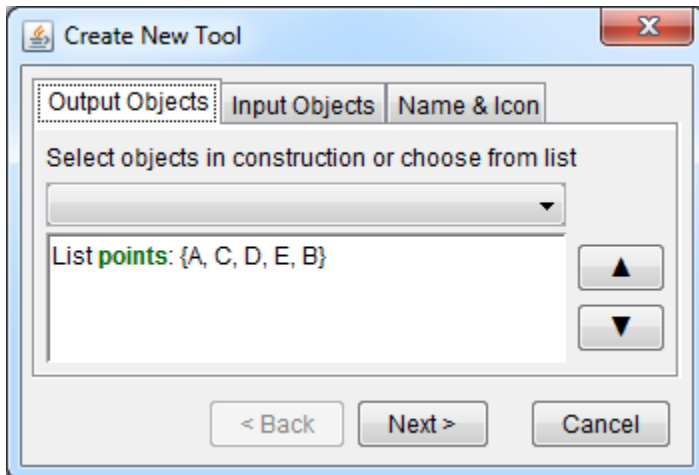 Create New Tool
Output Objects Input Objects Name & Icon
Select objects in construction or choose from list
List points: {A, C, D, E, B}
< Back Next > Cancel